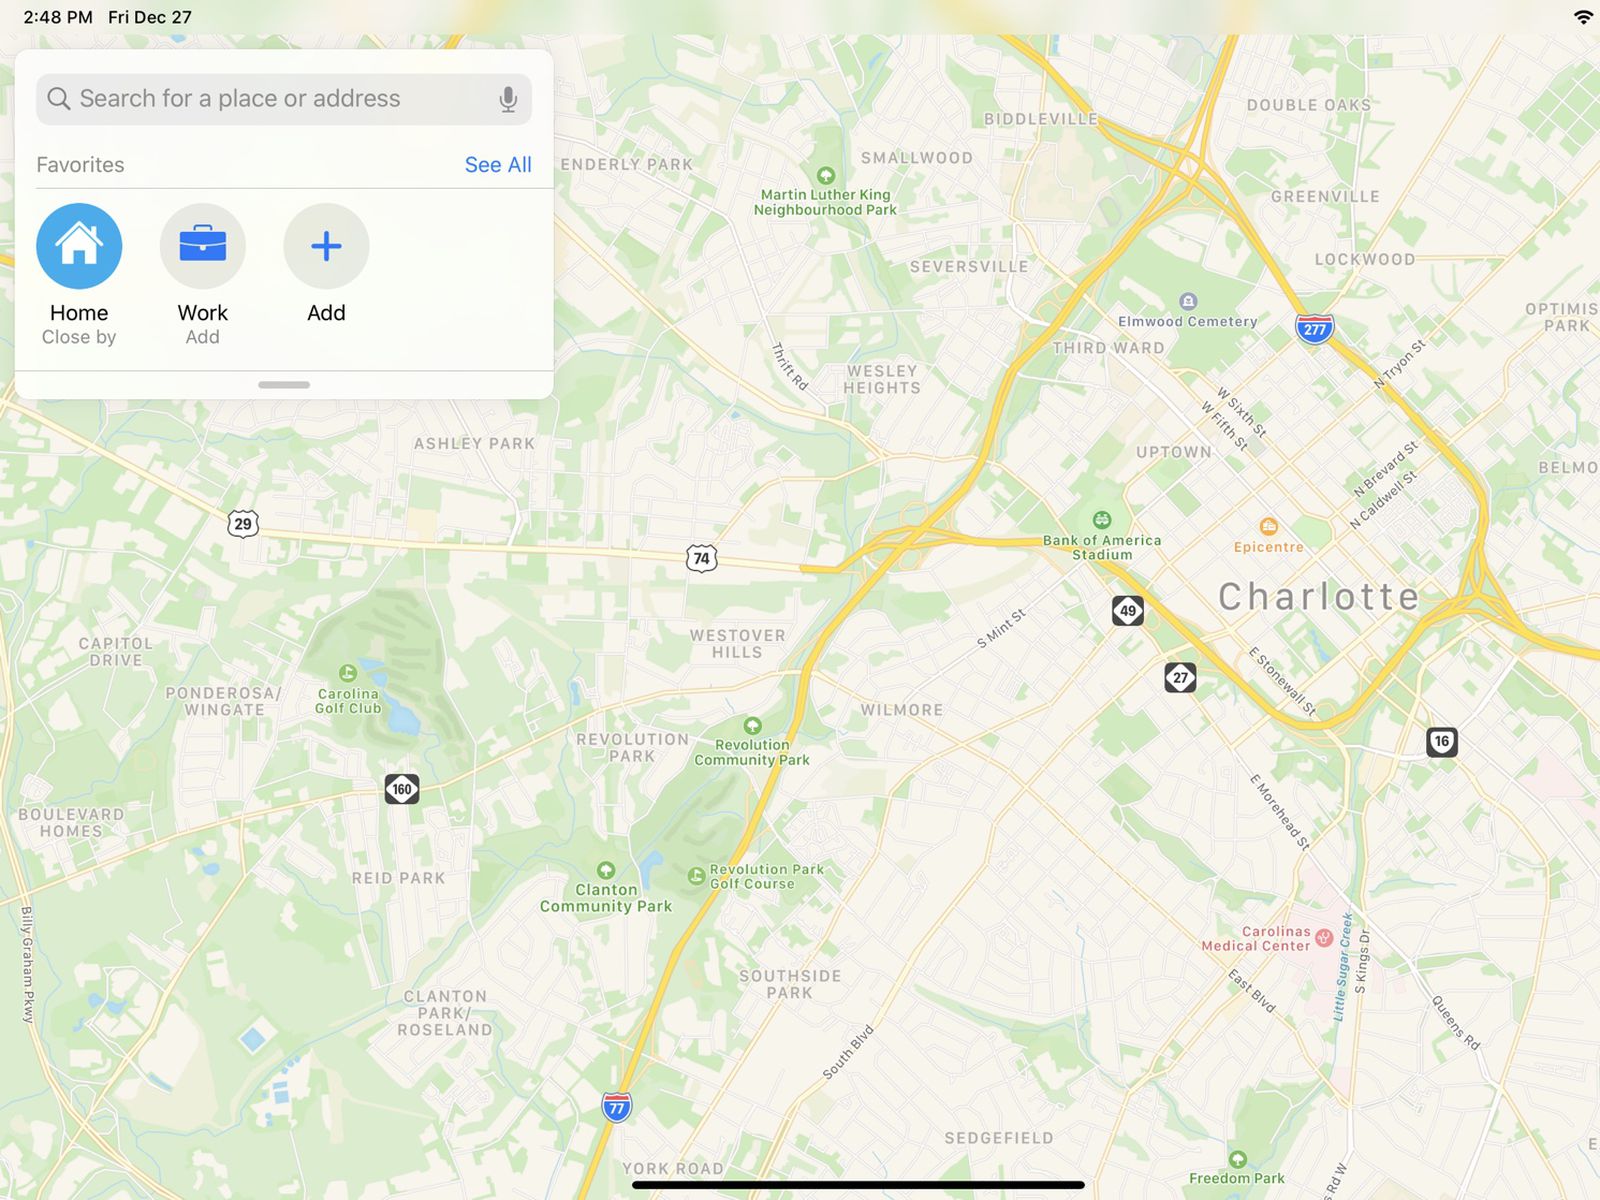 2:48 PM Fri Dec 27
Search for a place or address
Favorites
See All
Home
Close by
Work
Add
Add
DOUBLE OAKS
BIDDLEVILLE
SMALLWOOD
ENDERLY PARK
Martin Luther King
Neighbourhood Park
GREENVILLE
SEVERSVILLE
LOCKWOOD
Elmwood Cemetery
OPTIMIS
PARK
277
THIRD WARD
N Tryon St
Thrift Rd
WESLEY
HEIGHTS
W Sixth St
W Fifth St
ASHLEY PARK
UPTOWN
N Brevard St
N Caldwell St
BELMO
29
74
Bank of America
Stadium
Epicentre
Charlotte
49
S Mint St
WESTOVER
HILLS
CAPITOL
DRIVE
27
E Stonewall St
PONDEROSA/
WINGATE
Carolina
Golf Club
WILMORE
REVOLUTION
PARK
Revolution
Community Park
16
160
BOULEVARD
HOMES
E Morehead St
REID PARK
Revolution Park
Golf Course
Clanton
Community Park
Billy Graham Pkwy
Carolinas
Medical Center
Little Sugar Creek
S Kings Dr
SOUTHSIDE
PARK
East Blvd
CLANTON
PARK/
ROSELAND
Queens Rd
South Blvd
77
SEDGEFIELD
YORK ROAD
Freedom Park
Rd W
E